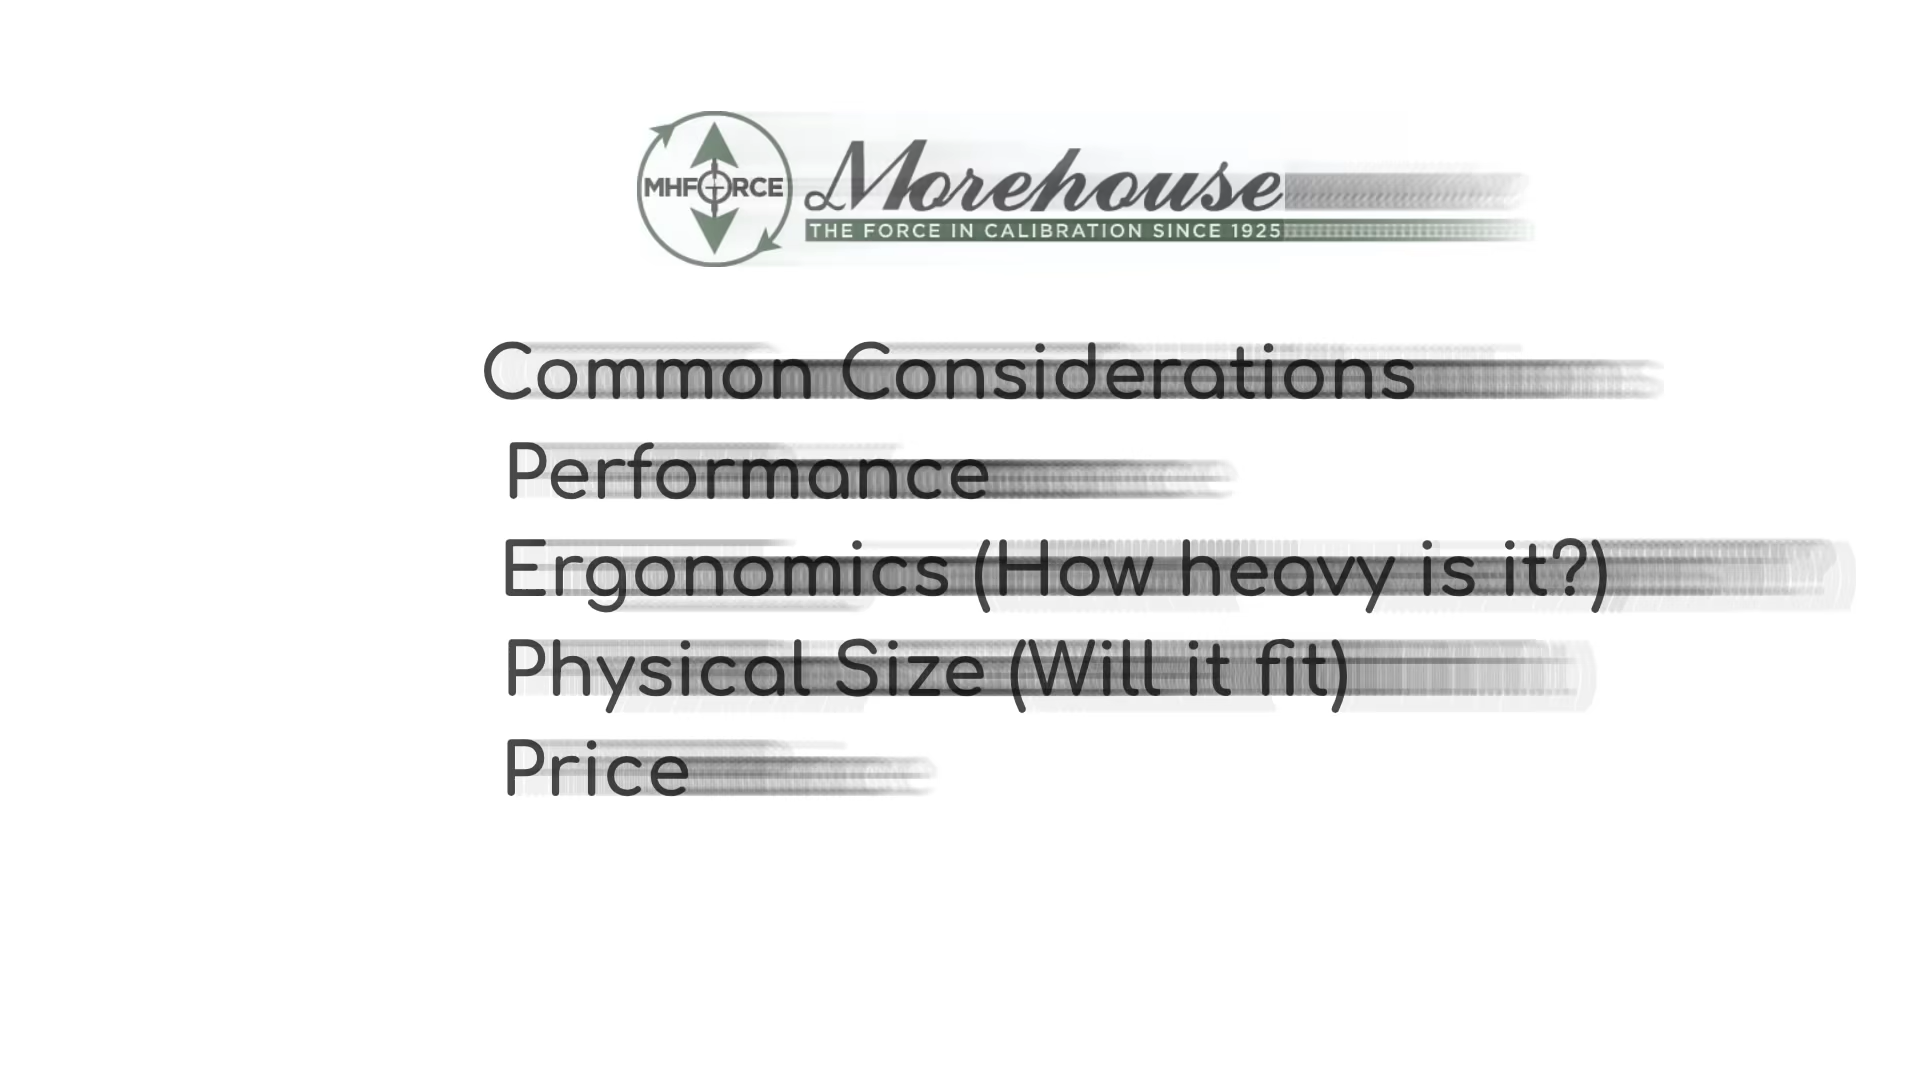 MHFORCE
Morehouse
THE FORCE IN CALIBRATION SINCE 1925
Common Considerations
Performance
Ergonomics (How heavy is it?)
Physical Size (Will it fit)
Price